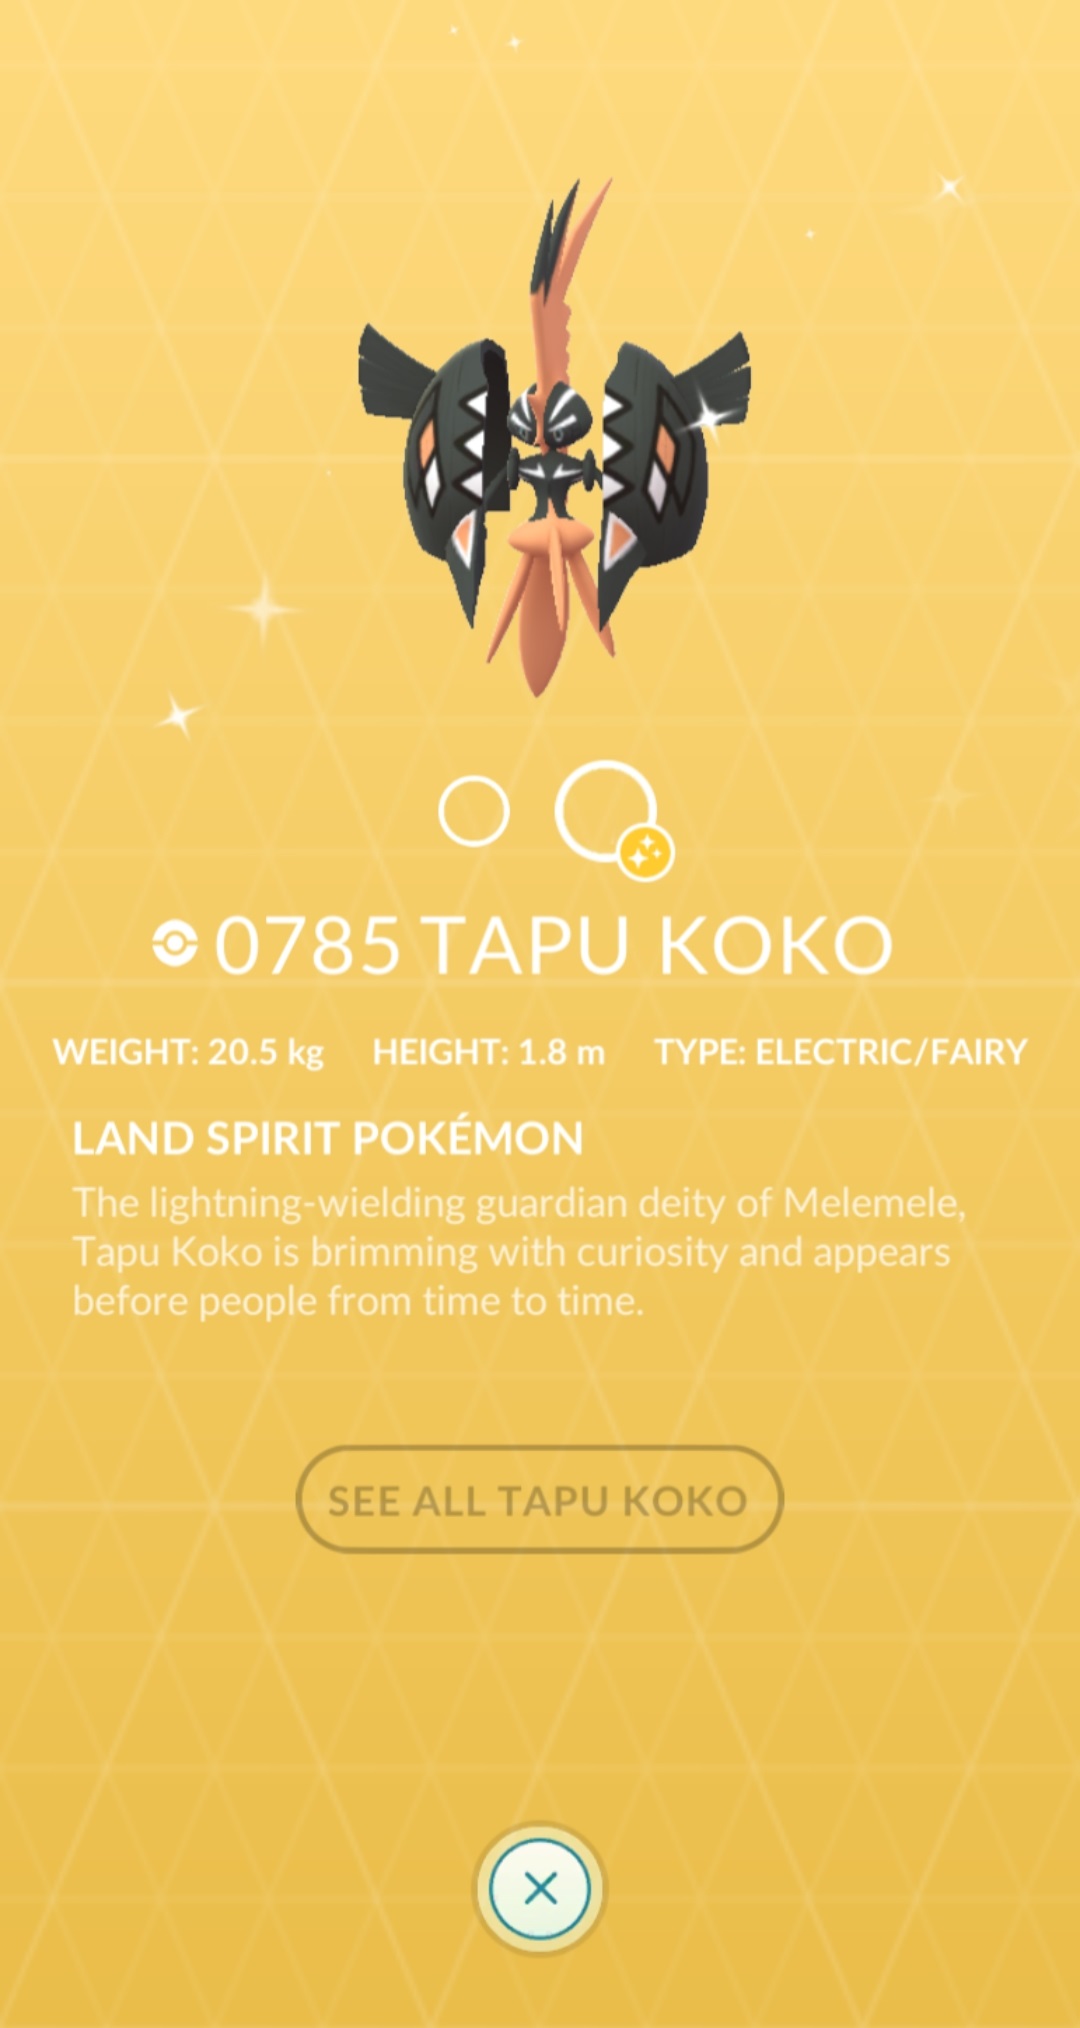 0785 TAPU KOKO
WEIGHT: 20.5 kg HEIGHT: 1.8 m TYPE: ELECTRIC/FAIRY
LAND SPIRIT POKÉMON
The lightning-wielding guardian deity of Melemele,
Tapu Koko is brimming with curiosity and appears
before people from time to time.
SEE ALL TAPU KOKO